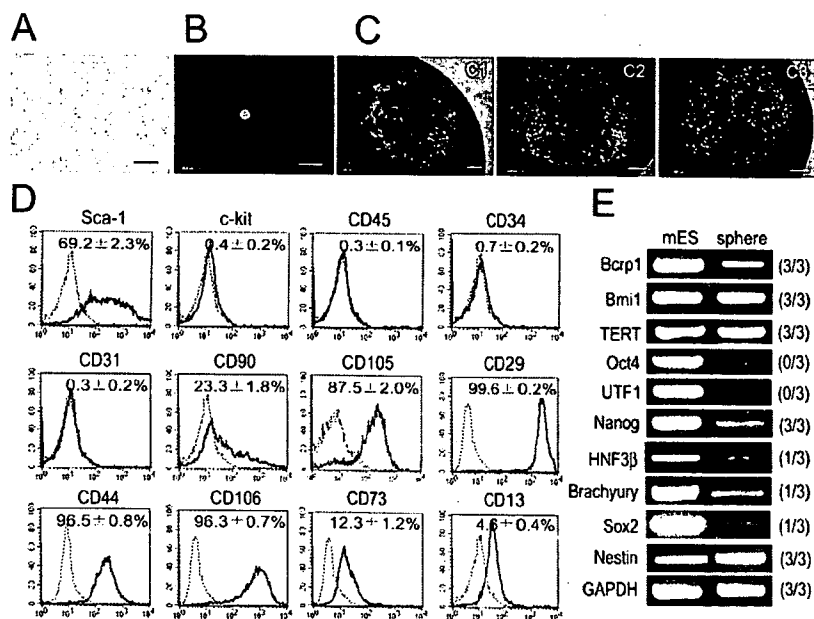 A
B
C
C1
C2
D
Sca-1
c-kit
CD45
CD34
69.2±2.3%
0.4±0.2%
0.3±0.1%
0.7±0.2%
CD31
CD90
CD105
CD29
0.3±0.2%
23.3±1.8%
87.5±2.0%
99.6±0.2%
CD44
CD106
CD73
CD13
96.5±0.8%
96.3±0.7%
12.3±1.2%
4.6±0.4%
E
mES sphere
Bcrp1 (3/3)
Bmi1 (3/3)
TERT (3/3)
Oct4 (0/3)
UTF1 (0/3)
Nanog (3/3)
HNF3β (1/3)
Brachyury (1/3)
Sox2 (1/3)
Nestin (3/3)
GAPDH (3/3)